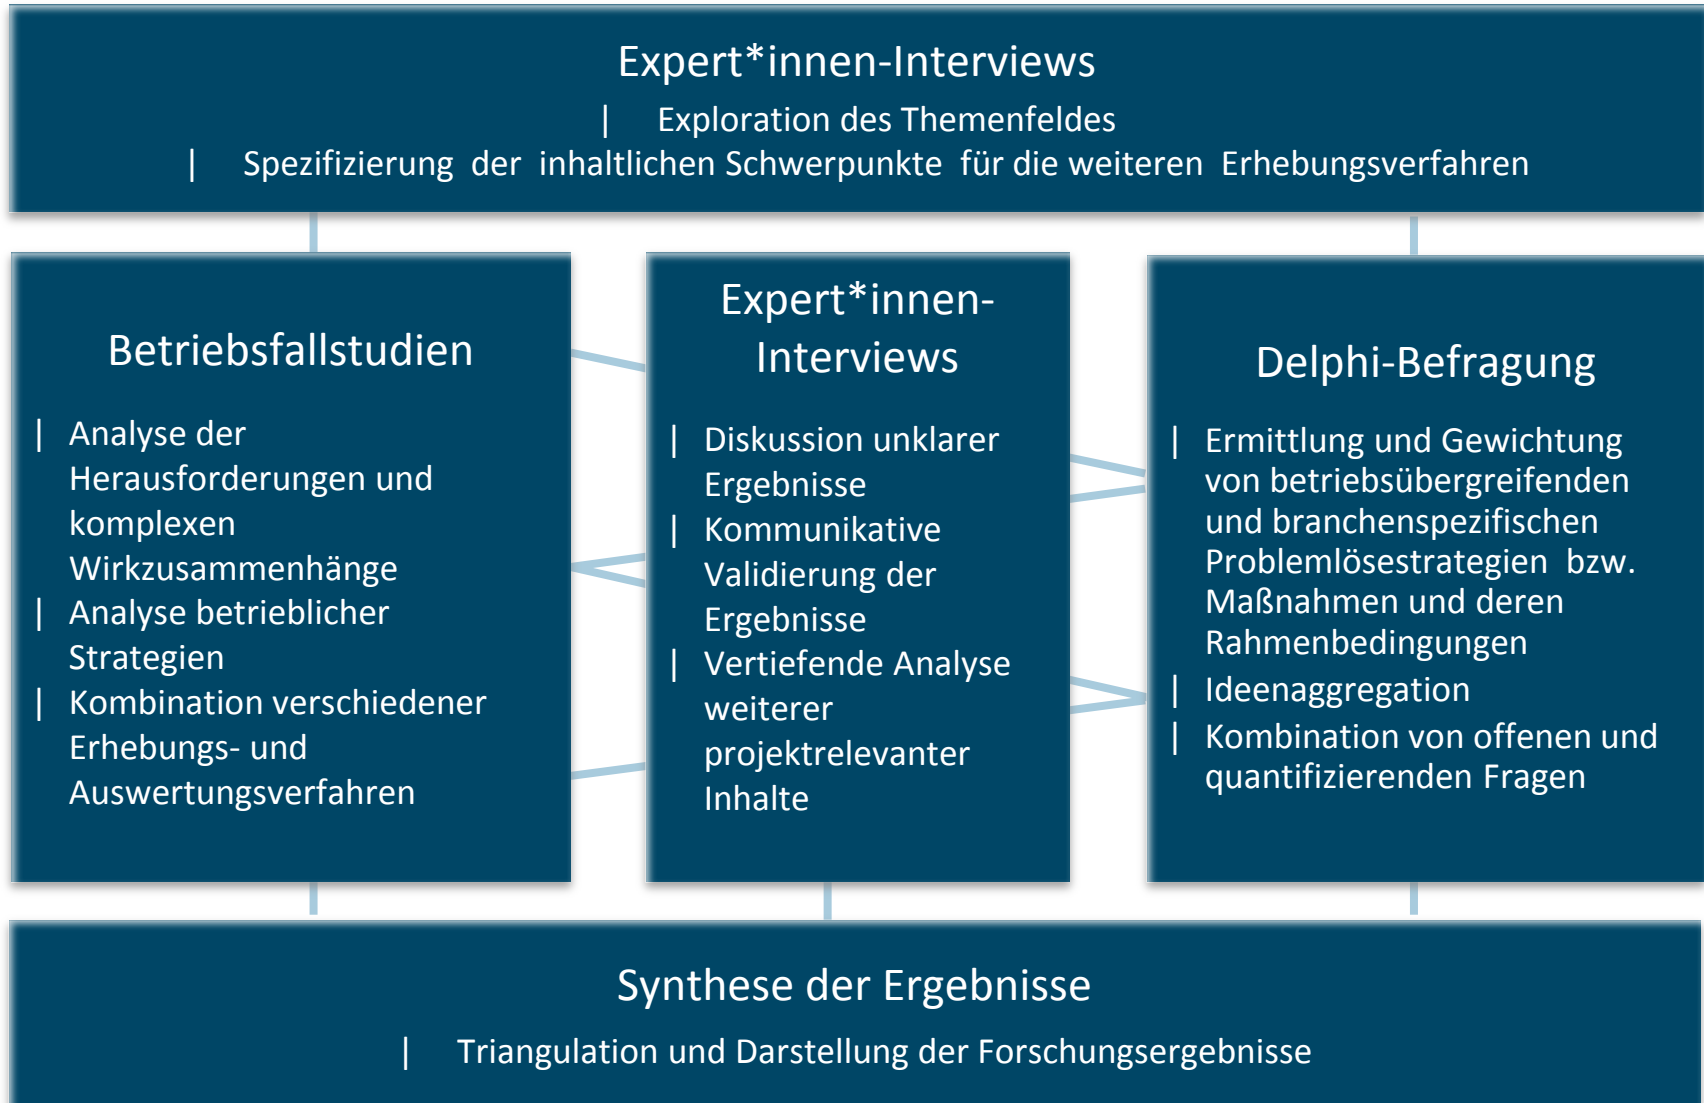 Expert*innen-Interviews
| Exploration des Themenfeldes
| Spezifizierung der inhaltlichen Schwerpunkte für die weiteren Erhebungsverfahren
Betriebsfallstudien
| Analyse der
Herausforderungen und
komplexen
Wirkzusammenhänge
| Analyse betrieblicher
Strategien
| Kombination verschiedener
Erhebungs- und
Auswertungsverfahren
Expert*innen-
Interviews
| Diskussion unklarer
Ergebnisse
| Kommunikative
Validierung der
Ergebnisse
| Vertiefende Analyse
weiterer
projektrelevanter
Inhalte
Delphi-Befragung
| Ermittlung und Gewichtung
von betriebsübergreifenden
und branchenspezifischen
Problemlösestrategien bzw.
Maßnahmen und deren
Rahmenbedingungen
| Ideenaggregation
| Kombination von offenen und
quantifizierenden Fragen
Synthese der Ergebnisse
| Triangulation und Darstellung der Forschungsergebnisse